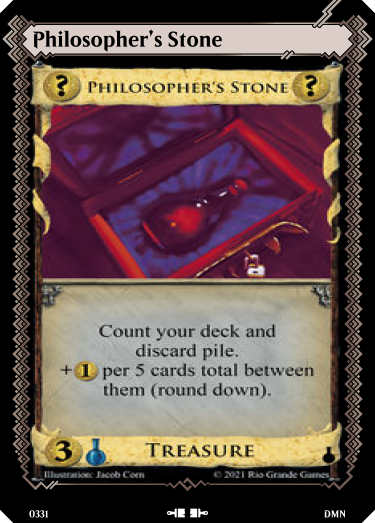 Philosopher's Stone
? PHILOSOPHER'S STONE ?
Count your deck and
discard pile.
+1 per 5 cards total between
them (round down).
3 TREASURE
Illustration: Jacob Corn © 2021 Rio Grande Games
0331 DMN